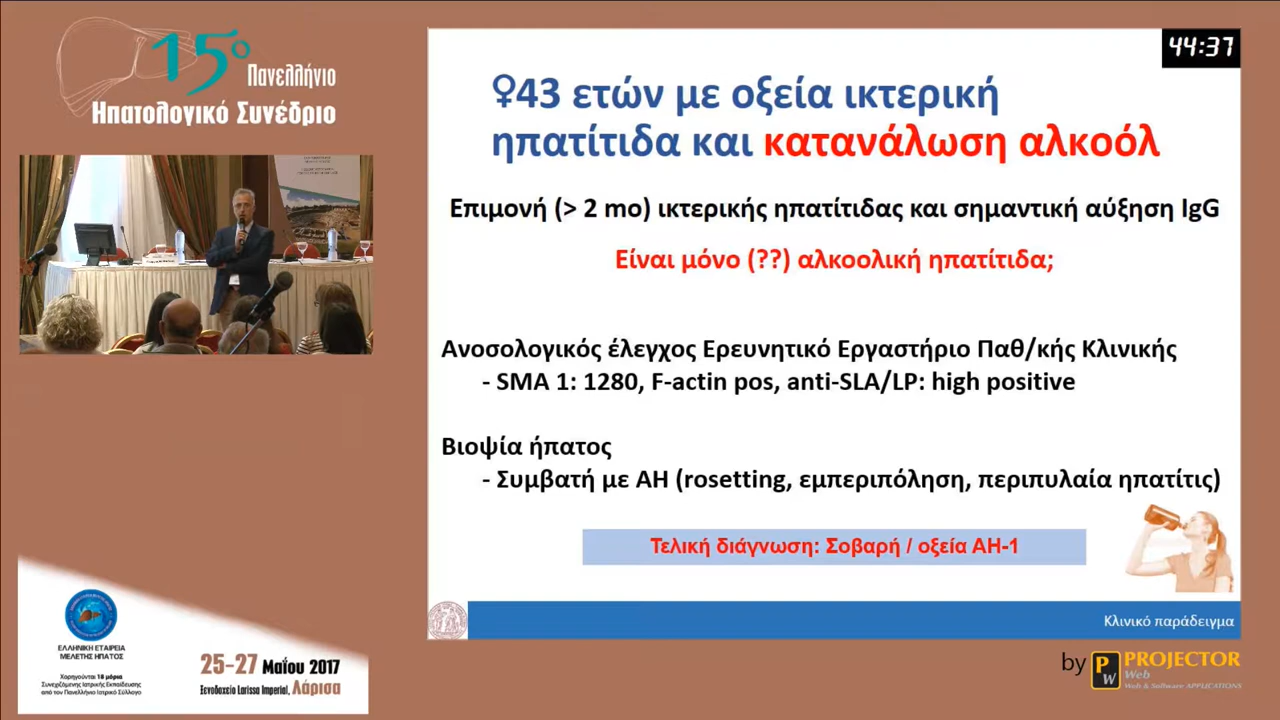 15ο
Πανελλήνιο
Ηπατολογικό Συνέδριο
44:37
♀43 ετών με οξεία ικτερική
ηπατίτιδα και κατανάλωση αλκοόλ
Επιμονή (> 2 mo) ικτερικής ηπατίτιδας και σημαντική αύξηση IgG
Είναι μόνο (??) αλκοολική ηπατίτιδα;
Ανοσολογικός έλεγχος Ερευνητικό Εργαστήριο Παθ/κής Κλινικής
- SMA 1: 1280, F-actin pos, anti-SLA/LP: high positive
Βιοψία ήπατος
- Συμβατή με ΑΗ (rosetting, εμπεριπόληση, περιπυλαία ηπατίτις)
Τελική διάγνωση: Σοβαρή / οξεία ΑΗ-1
Κλινικό παράδειγμα
ΕΛΛΗΝΙΚΗ ΕΤΑΙΡΕΙΑ
ΜΕΛΕΤΗΣ ΗΠΑΤΟΣ
Χορηγούνται 18 μόρια
Συνεχιζόμενης Ιατρικής Εκπαίδευσης
από τον Πανελλήνιο Ιατρικό Σύλλογο
25-27 Μαΐου 2017
Ξενοδοχείο Larissa Imperial, Λάρισα
by PW PROJECTOR
Web
Web & Software APPLICATIONS